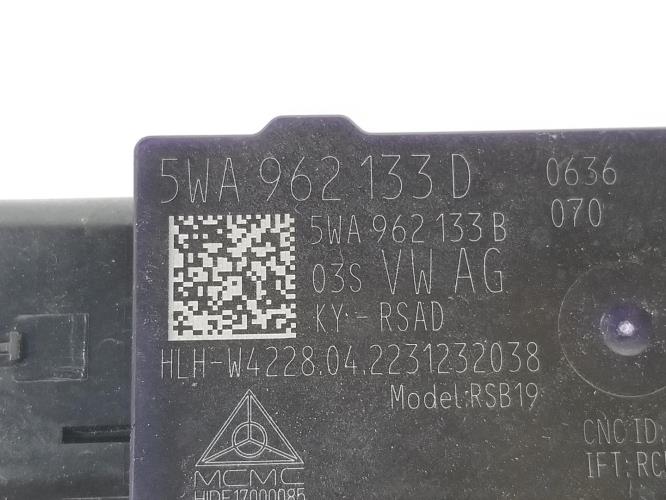 5WA 962 133 D 0636
5WA 962 133 B 070
03S VW AG
KY-RSAD
HLH-W4228.04.2231232038
Model:RSB19
MCMC
HIDF17000085
CNC ID:
IFT: RC